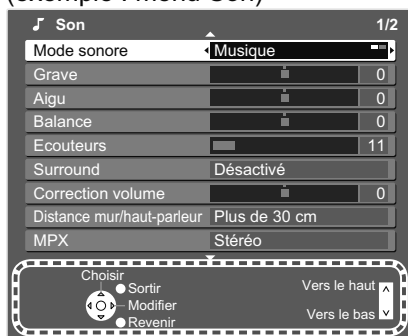 (exemple : menu Son)
Son 1/2
Mode sonore Musique
Grave 0
Aigu 0
Balance 0
Ecouteurs 11
Surround Désactivé
Correction volume 0
Distance mur/haut-parleur Plus de 30 cm
MPX Stéréo
Choisir
Sortir
Modifier
Revenir
Vers le haut
Vers le bas